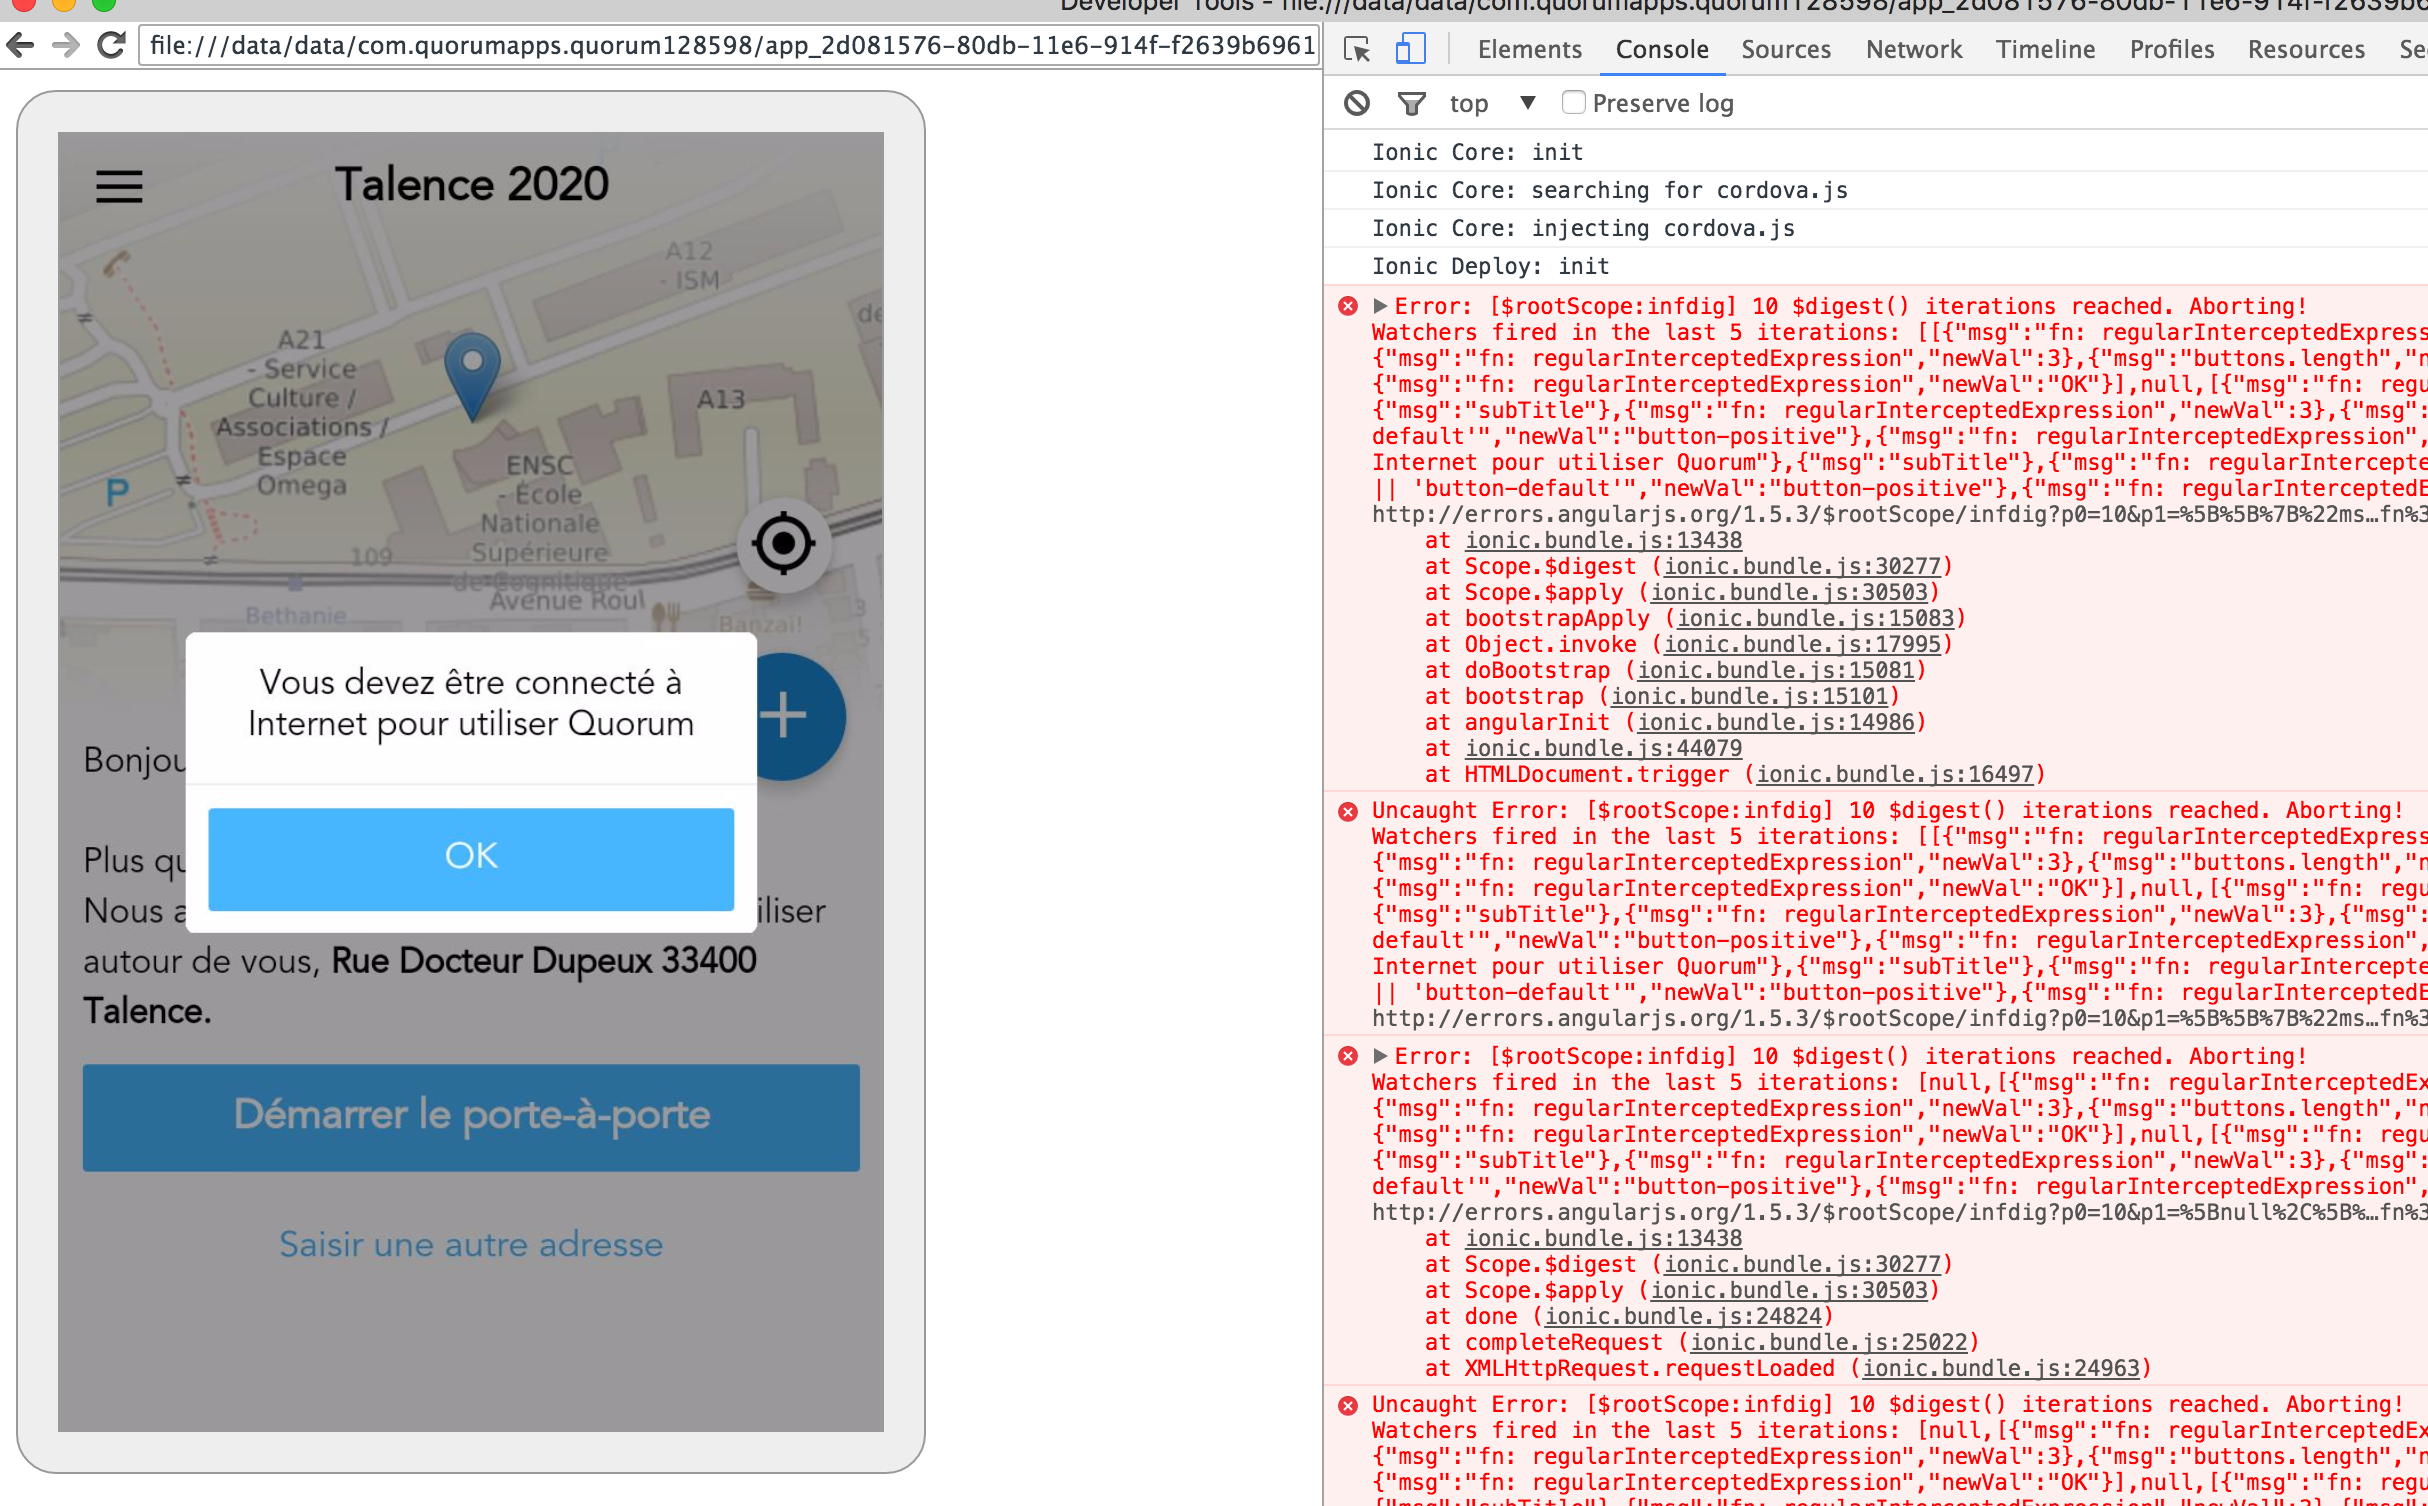 Developer Tools - file:///data/data/com.quorumapps.quorum128598/app_2d081576-80db-11e6-914f-f2639b6
file:///data/data/com.quorumapps.quorum128598/app_2d081576-80db-11e6-914f-f2639b6961
Talence 2020
A12
- ISM
de
A21
- Service
Culture /
Associations /
Espace
Omega
A13
P
ENSC
- École
Nationale
Supérieure
de Cognitique
109
Avenue Roul
Bethanie
Banzaï!
3
5
Vous devez être connecté à
Internet pour utiliser Quorum
OK
Bonjou
Plus qu
Nous a
iliser
autour de vous, Rue Docteur Dupeux 33400
Talence.
Démarrer le porte-à-porte
Saisir une autre adresse
Elements Console Sources Network Timeline Profiles Resources Se
top ▼ Preserve log
Ionic Core: init
Ionic Core: searching for cordova.js
Ionic Core: injecting cordova.js
Ionic Deploy: init
Error: [$rootScope:infdig] 10 $digest() iterations reached. Aborting!
Watchers fired in the last 5 iterations: [[{"msg":"fn: regularInterceptedExpress
{"msg":"fn: regularInterceptedExpression","newVal":3},{"msg":"buttons.length","n
{"msg":"fn: regularInterceptedExpression","newVal":"OK"}],null,[{"msg":"fn: regu
{"msg":"subTitle"},{"msg":"fn: regularInterceptedExpression","newVal":3},{"msg":
default'","newVal":"button-positive"},{"msg":"fn: regularInterceptedExpression",
Internet pour utiliser Quorum"},{"msg":"subTitle"},{"msg":"fn: regularIntercepte
|| 'button-default'","newVal":"button-positive"},{"msg":"fn: regularInterceptedE
http://errors.angularjs.org/1.5.3/$rootScope/infdig?p0=10&p1=%5B%5B%7B%22ms…fn%3
at ionic.bundle.js:13438
at Scope.$digest (ionic.bundle.js:30277)
at Scope.$apply (ionic.bundle.js:30503)
at bootstrapApply (ionic.bundle.js:15083)
at Object.invoke (ionic.bundle.js:17995)
at doBootstrap (ionic.bundle.js:15081)
at bootstrap (ionic.bundle.js:15101)
at angularInit (ionic.bundle.js:14986)
at ionic.bundle.js:44079
at HTMLDocument.trigger (ionic.bundle.js:16497)
Uncaught Error: [$rootScope:infdig] 10 $digest() iterations reached. Aborting!
Watchers fired in the last 5 iterations: [[{"msg":"fn: regularInterceptedExpress
{"msg":"fn: regularInterceptedExpression","newVal":3},{"msg":"buttons.length","n
{"msg":"fn: regularInterceptedExpression","newVal":"OK"}],null,[{"msg":"fn: regu
{"msg":"subTitle"},{"msg":"fn: regularInterceptedExpression","newVal":3},{"msg":
default'","newVal":"button-positive"},{"msg":"fn: regularInterceptedExpression",
Internet pour utiliser Quorum"},{"msg":"subTitle"},{"msg":"fn: regularIntercepte
|| 'button-default'","newVal":"button-positive"},{"msg":"fn: regularInterceptedE
http://errors.angularjs.org/1.5.3/$rootScope/infdig?p0=10&p1=%5B%5B%7B%22ms…fn%3
Error: [$rootScope:infdig] 10 $digest() iterations reached. Aborting!
Watchers fired in the last 5 iterations: [null,[{"msg":"fn: regularInterceptedEx
{"msg":"fn: regularInterceptedExpression","newVal":3},{"msg":"buttons.length","n
{"msg":"fn: regularInterceptedExpression","newVal":"OK"}],null,[{"msg":"fn: regu
{"msg":"subTitle"},{"msg":"fn: regularInterceptedExpression","newVal":3},{"msg":
default'","newVal":"button-positive"},{"msg":"fn: regularInterceptedExpression",
http://errors.angularjs.org/1.5.3/$rootScope/infdig?p0=10&p1=%5Bnull%2C%5B%…fn%3
at ionic.bundle.js:13438
at Scope.$digest (ionic.bundle.js:30277)
at Scope.$apply (ionic.bundle.js:30503)
at done (ionic.bundle.js:24824)
at completeRequest (ionic.bundle.js:25022)
at XMLHttpRequest.requestLoaded (ionic.bundle.js:24963)
Uncaught Error: [$rootScope:infdig] 10 $digest() iterations reached. Aborting!
Watchers fired in the last 5 iterations: [null,[{"msg":"fn: regularInterceptedEx
{"msg":"fn: regularInterceptedExpression","newVal":3},{"msg":"buttons.length","n
{"msg":"fn: regularInterceptedExpression","newVal":"OK"}],null,[{"msg":"fn: regu
{"msg":"subTitle"},{"msg":"fn: regularInterceptedExpression","newVal":3},{"msg":